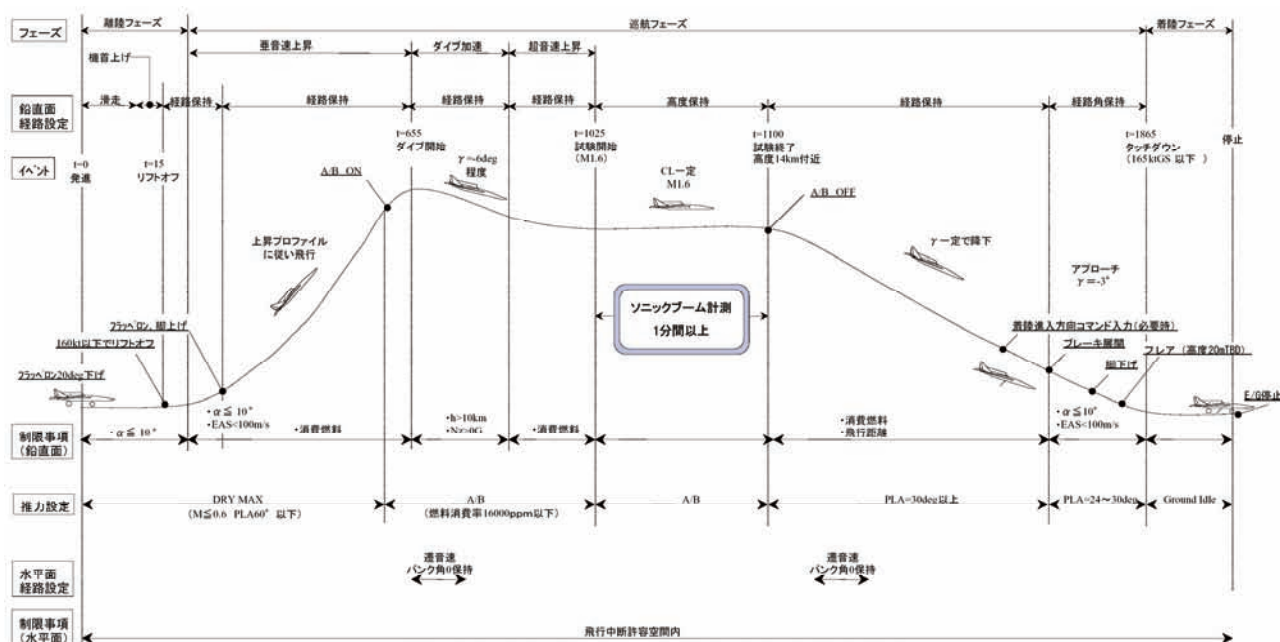 フェーズ
離陸フェーズ
巡航フェーズ
着陸フェーズ
亜音速上昇
ダイブ加速
超音速上昇
機首上げ
鉛直面
経路設定
滑走
経路保持
経路保持
経路保持
経路保持
高度保持
経路保持
経路角保持
イベント
t=0
発進
t=15
リフトオフ
t=655
ダイブ開始
t=1025
試験開始
(M1.6)
t=1100
試験終了
高度14km付近
t=1865
タッチダウン
(165ktGS 以下 )
停止
A/B ON
γ=-6deg
程度
CL一定
M1.6
A/B OFF
上昇プロファイル
に従い飛行
γ一定で降下
アプローチ
γ=-3°
ソニックブーム計測
1分間以上
フラッペロン、脚上げ
160kt以下でリフトオフ
フラッペロン20deg下げ
着陸進入方向コマンド入力(必要時)
ブレーキ展開
脚下げ
フレア (高度20mTBD)
E/G停止
制限事項
(鉛直面)
・α≦10°
・α≦10°
・EAS<100m/s
・消費燃料
・h>10km
・Nz>0G
・消費燃料
・消費燃料
・飛行距離
・α≦10°
・EAS<100m/s
推力設定
DRY MAX
(M≦0.6 PLA60° 以下)
A/B
(燃料消費率16000ppm以下)
A/B
PLA=30deg以上
PLA=24～30deg
Ground Idle
水平面
経路設定
遷音速
バンク角0保持
遷音速
バンク角0保持
制限事項
(水平面)
飛行中断許容空間内